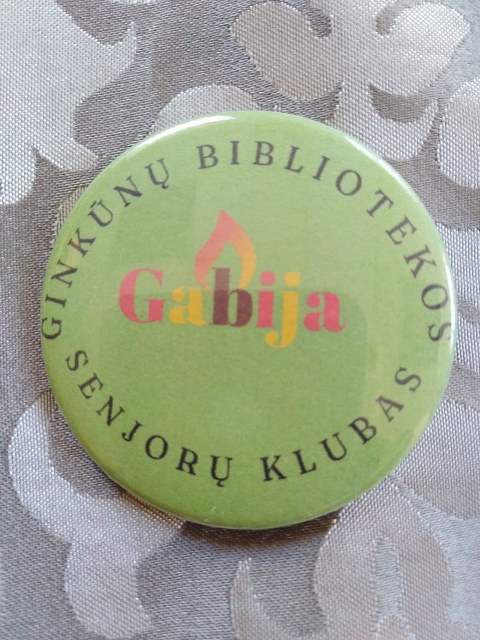 GINKŪNŲ BIBLIOTEKOS
Gabija
SENJORŲ KLUBAS